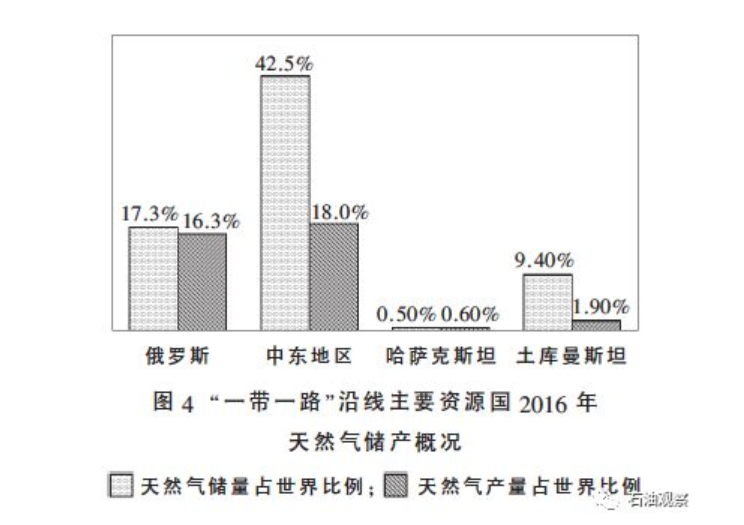 42.5%
17.3% 16.3%
18.0%
9.40%
0.50% 0.60%
1.90%
俄罗斯 中东地区 哈萨克斯坦 土库曼斯坦
图 4 “一带一路”沿线主要资源国 2016 年
天然气储产概况
天然气储量占世界比例; 天然气产量占世界比例
石油观察